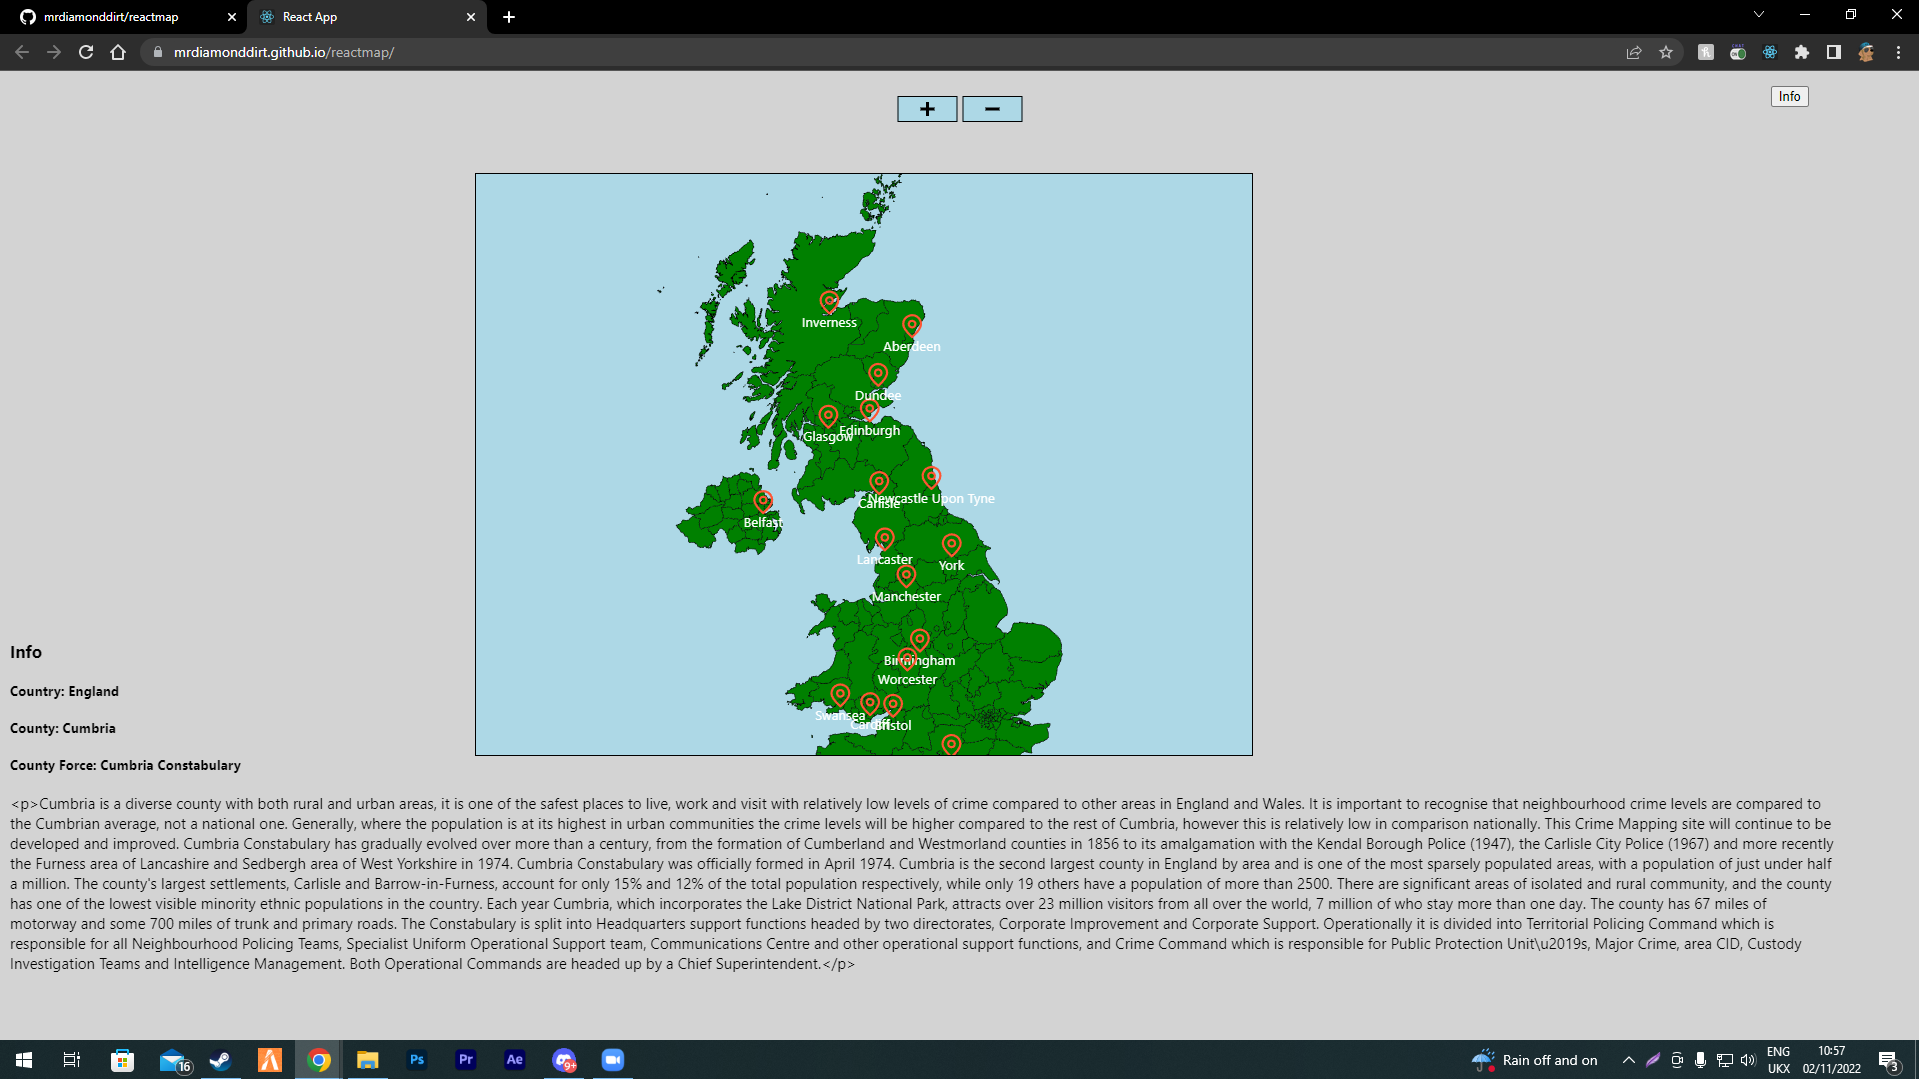 mrdiamonddirt/reactmap
React App
mrdiamonddirt.github.io/reactmap/
+
−
Info
Inverness
Aberdeen
Dundee
Edinburgh
Glasgow
Newcastle Upon Tyne
Carlisle
Belfast
Lancaster
York
Manchester
Birmingham
Worcester
Swansea
Cardiff
Bristol
Info
Country: England
County: Cumbria
County Force: Cumbria Constabulary
<p>Cumbria is a diverse county with both rural and urban areas, it is one of the safest places to live, work and visit with relatively low levels of crime compared to other areas in England and Wales. It is important to recognise that neighbourhood crime levels are compared to
the Cumbrian average, not a national one. Generally, where the population is at its highest in urban communities the crime levels will be higher compared to the rest of Cumbria, however this is relatively low in comparison nationally. This Crime Mapping site will continue to be
developed and improved. Cumbria Constabulary has gradually evolved over more than a century, from the formation of Cumberland and Westmorland counties in 1856 to its amalgamation with the Kendal Borough Police (1947), the Carlisle City Police (1967) and more recently
the Furness area of Lancashire and Sedbergh area of West Yorkshire in 1974. Cumbria Constabulary was officially formed in April 1974. Cumbria is the second largest county in England by area and is one of the most sparsely populated areas, with a population of just under half
a million. The county's largest settlements, Carlisle and Barrow-in-Furness, account for only 15% and 12% of the total population respectively, while only 19 others have a population of more than 2500. There are significant areas of isolated and rural community, and the county
has one of the lowest visible minority ethnic populations in the country. Each year Cumbria, which incorporates the Lake District National Park, attracts over 23 million visitors from all over the world, 7 million of who stay more than one day. The county has 67 miles of
motorway and some 700 miles of trunk and primary roads. The Constabulary is split into Headquarters support functions headed by two directorates, Corporate Improvement and Corporate Support. Operationally it is divided into Territorial Policing Command which is
responsible for all Neighbourhood Policing Teams, Specialist Uniform Operational Support team, Communications Centre and other operational support functions, and Crime Command which is responsible for Public Protection Unit\u2019s, Major Crime, area CID, Custody
Investigation Teams and Intelligence Management. Both Operational Commands are headed up by a Chief Superintendent.</p>
16
Ps
Pr
Ae
9+
Rain off and on
ENG
UKX
10:57
02/11/2022
3